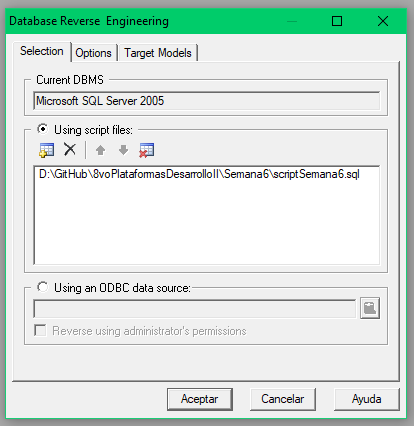 Database Reverse Engineering
Selection Options Target Models
Current DBMS
Microsoft SQL Server 2005
Using script files:
D:\GitHub\8voPlataformasDesarrolloII\Semana6\scriptSemana6.sql
Using an ODBC data source:
Reverse using administrator's permissions
Aceptar Cancelar Ayuda